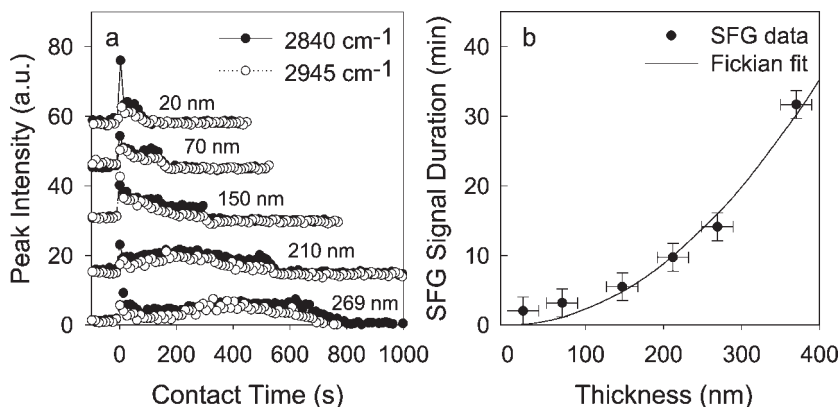 a
2840 cm-1
2945 cm-1
20 nm
70 nm
150 nm
210 nm
269 nm
80
60
40
20
0
0 200 400 600 800 1000
Peak Intensity (a.u.)
Contact Time (s)
b
SFG data
Fickian fit
40
30
20
10
0
0 100 200 300 400
SFG Signal Duration (min)
Thickness (nm)